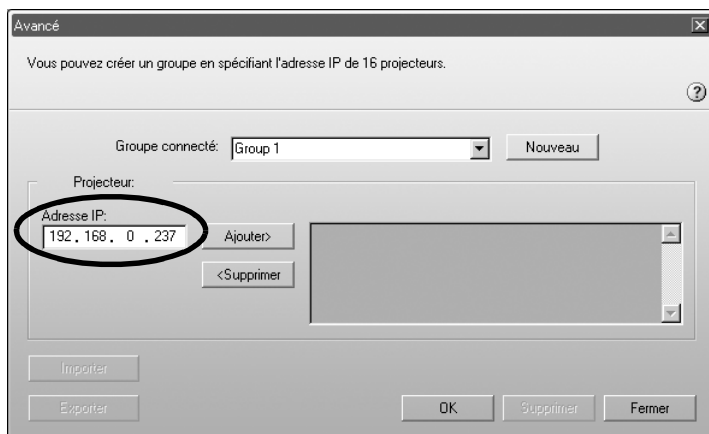 Avancé
Vous pouvez créer un groupe en spécifiant l'adresse IP de 16 projecteurs.
?
Groupe connecté: Group 1 Nouveau
Projecteur:
Adresse IP:
192 . 168 . 0 . 237 Ajouter>
<Supprimer
Importer
Exporter OK Supprimer Fermer